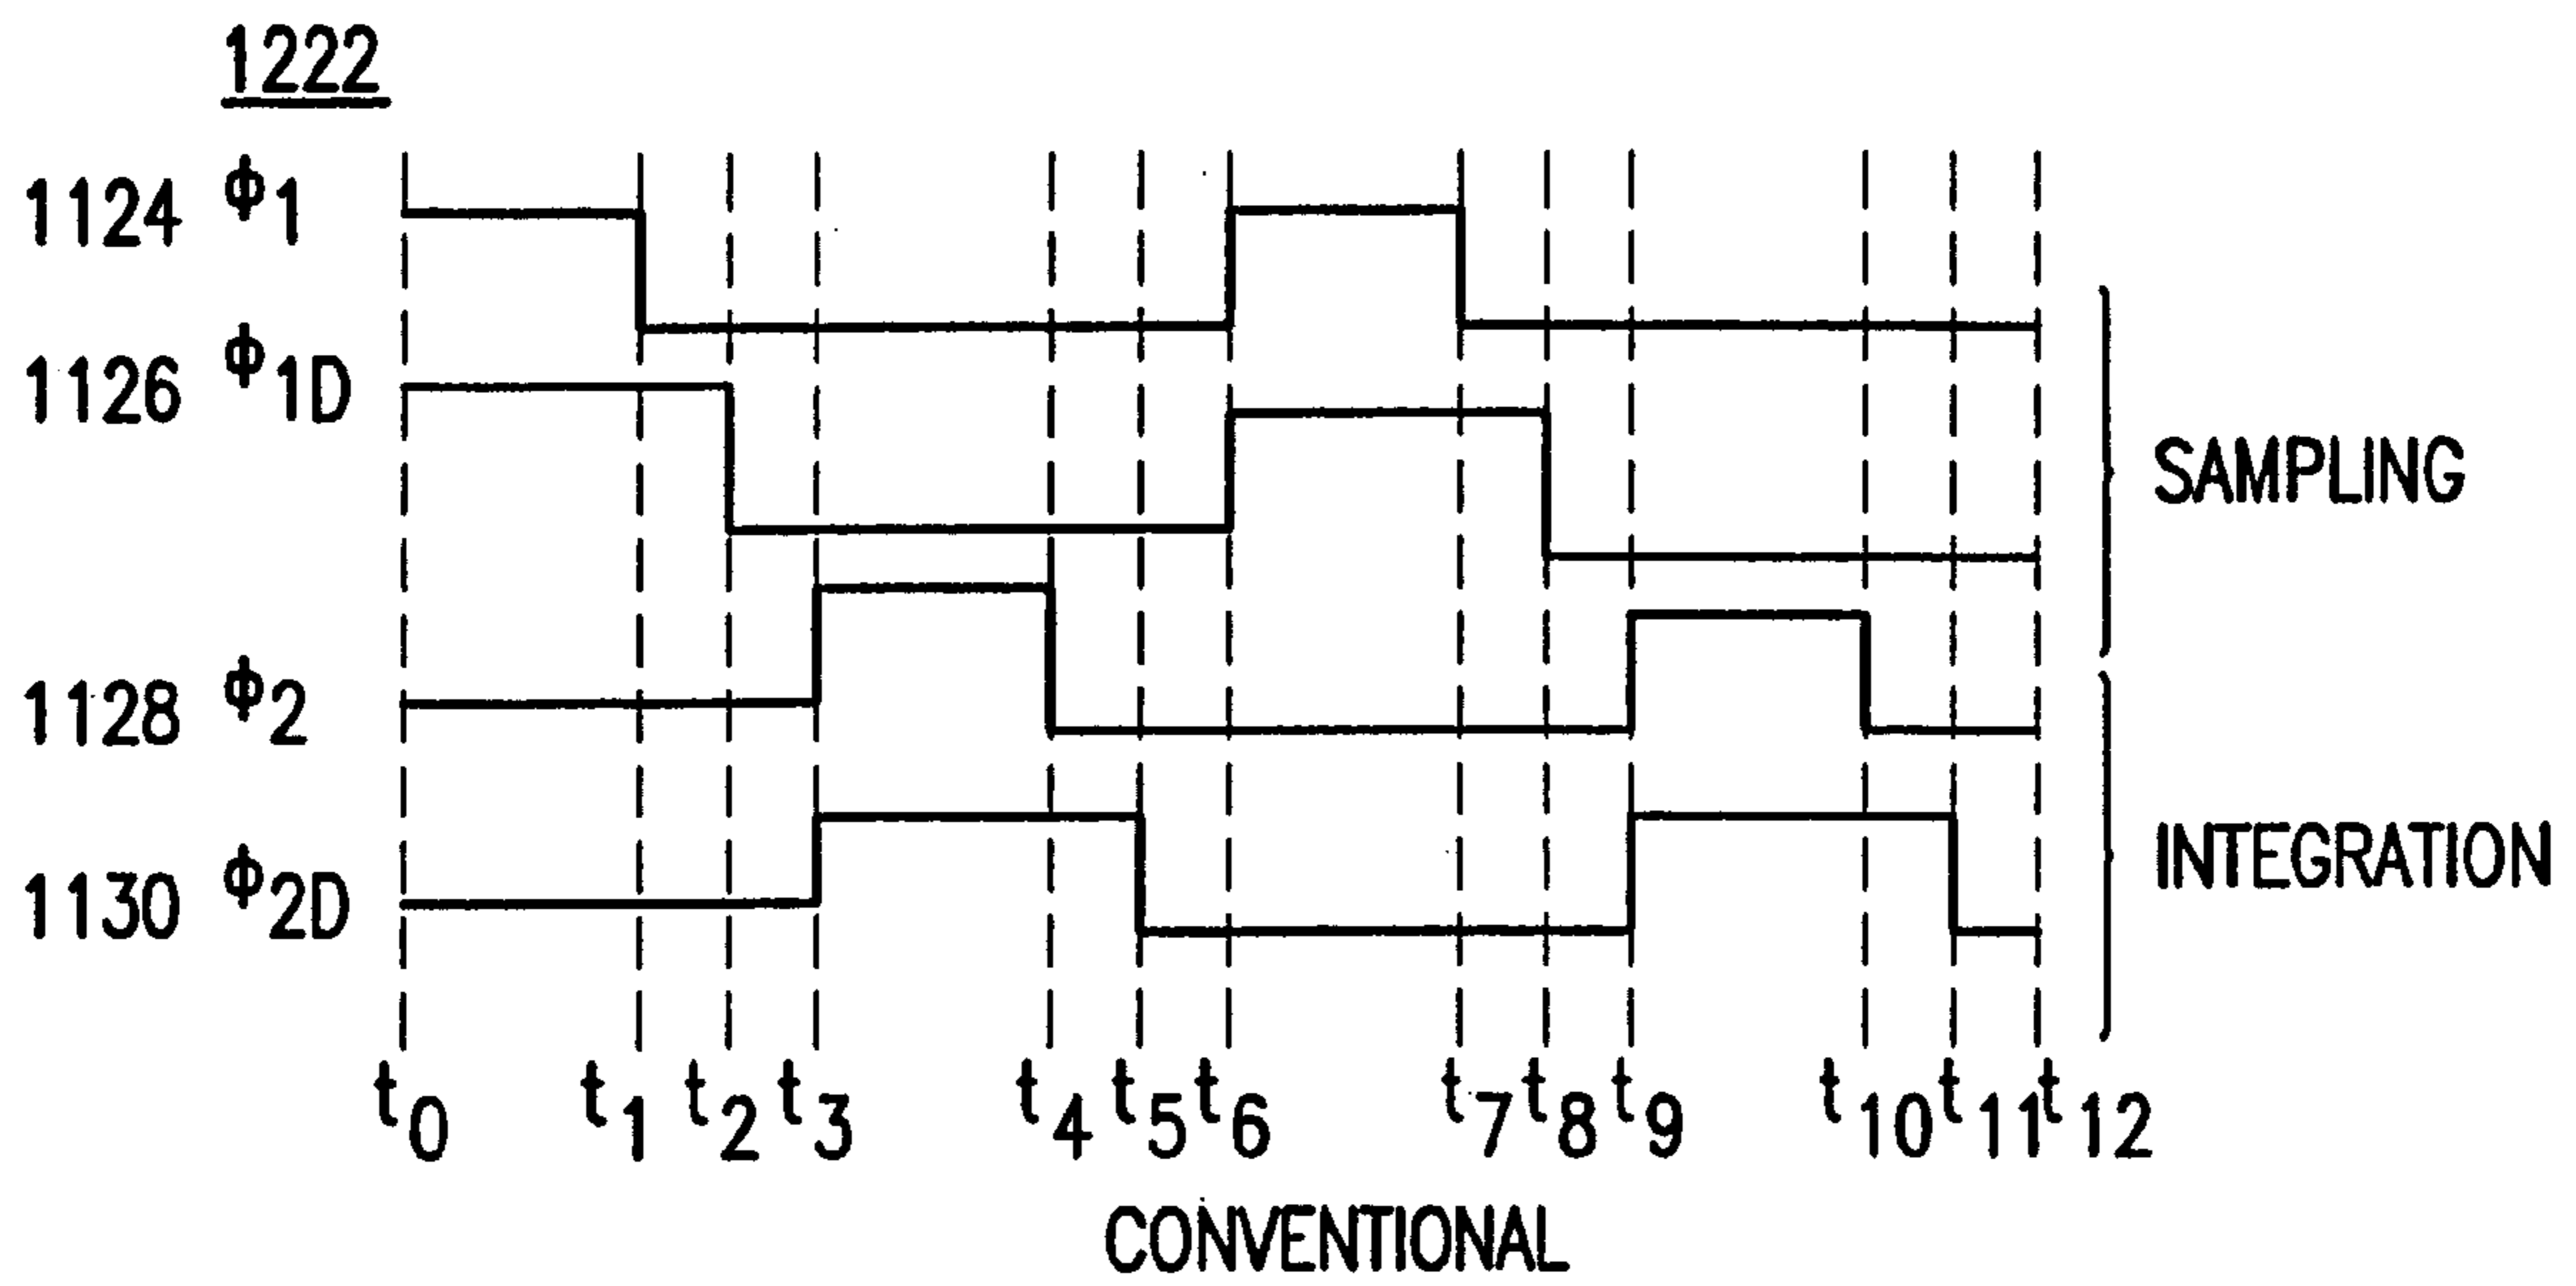 1222
1124 ϕ1
1126 ϕ1D
SAMPLING
1128 ϕ2
1130 ϕ2D
INTEGRATION
t0 t1 t2 t3 t4 t5 t6 t7 t8 t9 t10 t11 t12
CONVENTIONAL